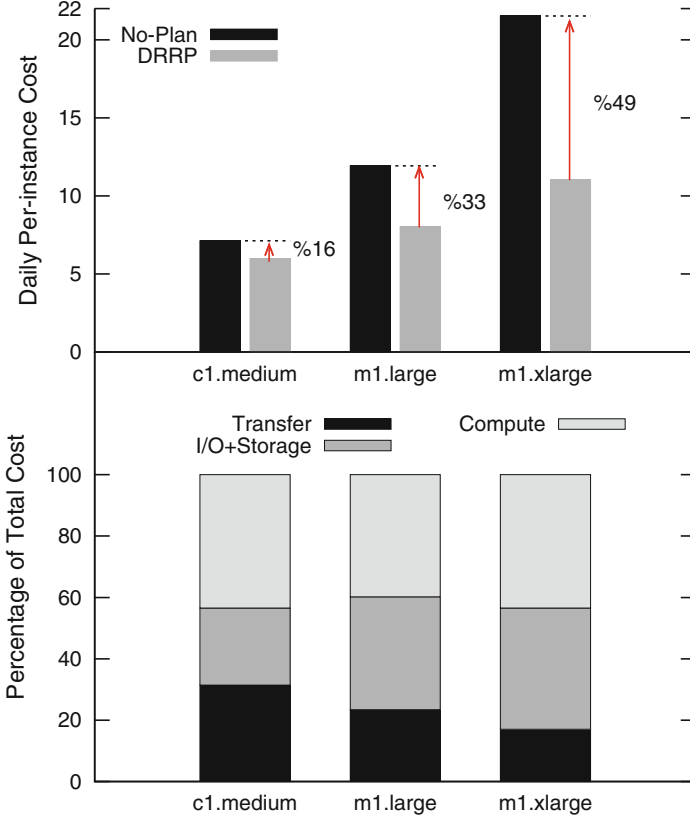 Daily Per-instance Cost
22
20
15
10
5
0
No-Plan
DRRP
%16
%33
%49
c1.medium m1.large m1.xlarge
Percentage of Total Cost
Transfer Compute
I/O+Storage
100
80
60
40
20
0
c1.medium m1.large m1.xlarge